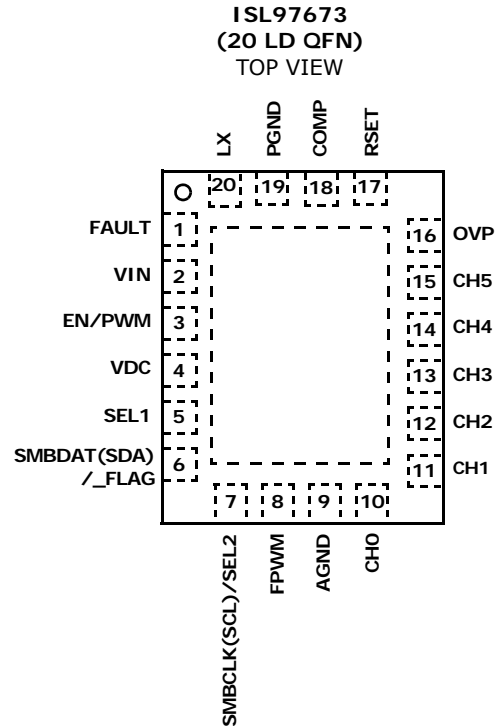 ISL97673
(20 LD QFN)
TOP VIEW
LX
PGND
COMP
RSET
20
19
18
17
FAULT 1
16 OVP
VIN 2
15 CH5
EN/PWM 3
14 CH4
VDC 4
13 CH3
SEL1 5
12 CH2
SMBDAT(SDA)
/_FLAG
6
11 CH1
7
8
9
10
SMBCLK(SCL)/SEL2
FPWM
AGND
CH0